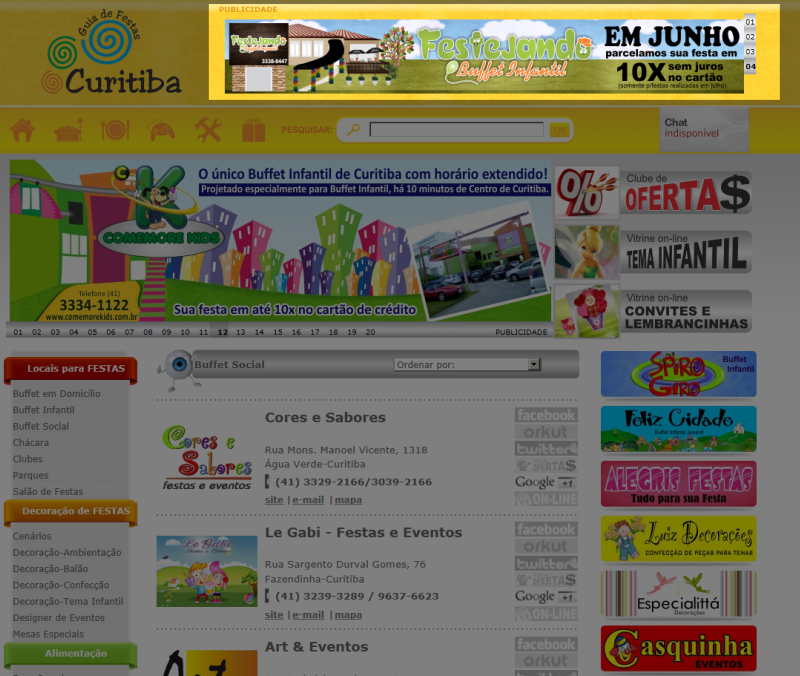 PUBLICIDADE
Guia de Festas
Curitiba
Festejando
Buffet Infantil
3338-8447
Festejando
Buffet Infantil
EM JUNHO
parcelamos sua festa em
10X sem juros
no cartão
(somente p/festas realizadas em julho)
01
02
03
04
PESQUISAR:
OK
Chat
indisponível
CK
COMEMORE KIDS
O único Buffet Infantil de Curitiba com horário extendido!
Projetado especialmente para Buffet Infantil, há 10 minutos de Centro de Curitiba.
Telefone (41)
3334-1122
www.comemorekids.com.br
Sua festa em até 10x no cartão de crédito
01 02 03 04 05 06 07 08 09 10 11 12 13 14 15 16 17 18 19 20
PUBLICIDADE
%
Clube de
OFERTA$
Vitrine on-line
TEMA INFANTIL
Vitrine on-line
CONVITES E
LEMBRANCINHAS
Locais para FESTAS
Buffet em Domicílio
Buffet Infantil
Buffet Social
Chácara
Clubes
Parques
Salão de Festas
Decoração de FESTAS
Cenários
Decoração-Ambientação
Decoração-Balão
Decoração-Confecção
Decoração-Tema Infantil
Designer de Eventos
Mesas Especiais
Alimentação
Buffet Social
Ordenar por:
Cores e
Sabores
festas e eventos
Cores e Sabores
Rua Mons. Manoel Vicente, 1318
Água Verde-Curitiba
(41) 3329-2166/3039-2166
site | e-mail | mapa
facebook
orkut
twitter
OFERTA$
Google +1
ON-LINE
Le Gabi
Le Gabi - Festas e Eventos
Rua Sargento Durval Gomes, 76
Fazendinha-Curitiba
(41) 3239-3289 / 9637-6623
site | e-mail | mapa
facebook
orkut
twitter
OFERTA$
Google +1
ON-LINE
Art & Eventos
facebook
orkut
Spiro Giro
Buffet
Infantil
Feliz Cidade
Buffet infantil
ALEGRIS FESTAS
Tudo para sua Festa
Luiz Decorações
CONFECÇÃO DE PEÇAS PARA TEMAS
Especialittá
Decorações
Casquinha
EVENTOS